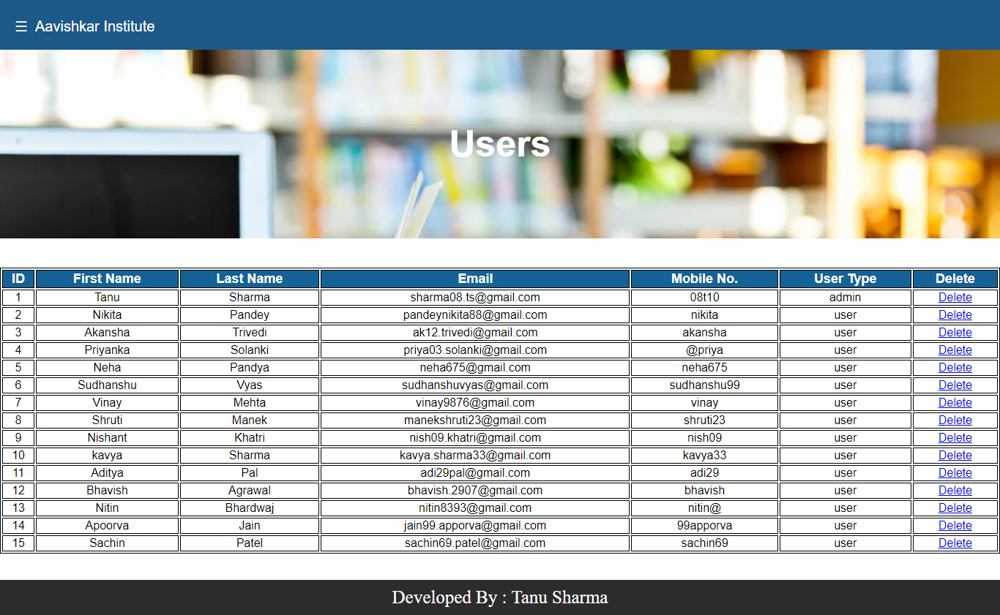 ☰ Aavishkar Institute
Users
ID First Name Last Name Email Mobile No. User Type Delete
1 Tanu Sharma sharma08.ts@gmail.com 08t10 admin Delete
2 Nikita Pandey pandeynikita88@gmail.com nikita user Delete
3 Akansha Trivedi ak12.trivedi@gmail.com akansha user Delete
4 Priyanka Solanki priya03.solanki@gmail.com @priya user Delete
5 Neha Pandya neha675@gmail.com neha675 user Delete
6 Sudhanshu Vyas sudhanshuvyas@gmail.com sudhanshu99 user Delete
7 Vinay Mehta vinay9876@gmail.com vinay user Delete
8 Shruti Manek manekshruti23@gmail.com shruti23 user Delete
9 Nishant Khatri nish09.khatri@gmail.com nish09 user Delete
10 kavya Sharma kavya.sharma33@gmail.com kavya33 user Delete
11 Aditya Pal adi29pal@gmail.com adi29 user Delete
12 Bhavish Agrawal bhavish.2907@gmail.com bhavish user Delete
13 Nitin Bhardwaj nitin8393@gmail.com nitin@ user Delete
14 Apoorva Jain jain99.apporva@gmail.com 99apporva user Delete
15 Sachin Patel sachin69.patel@gmail.com sachin69 user Delete
Developed By : Tanu Sharma